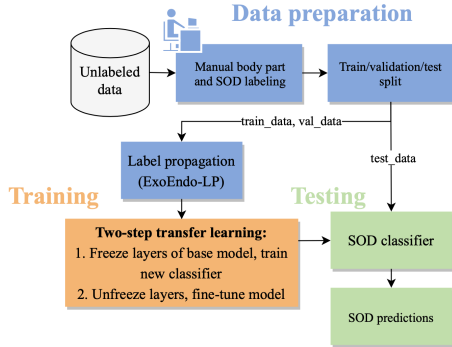 Data preparation
Unlabeled
data
Manual body part
and SOD labeling
Train/validation/test
split
train_data, val_data
test_data
Label propagation
(ExoEndo-LP)
Training
Testing
Two-step transfer learning:
1. Freeze layers of base model, train
new classifier
2. Unfreeze layers, fine-tune model
SOD classifier
SOD predictions